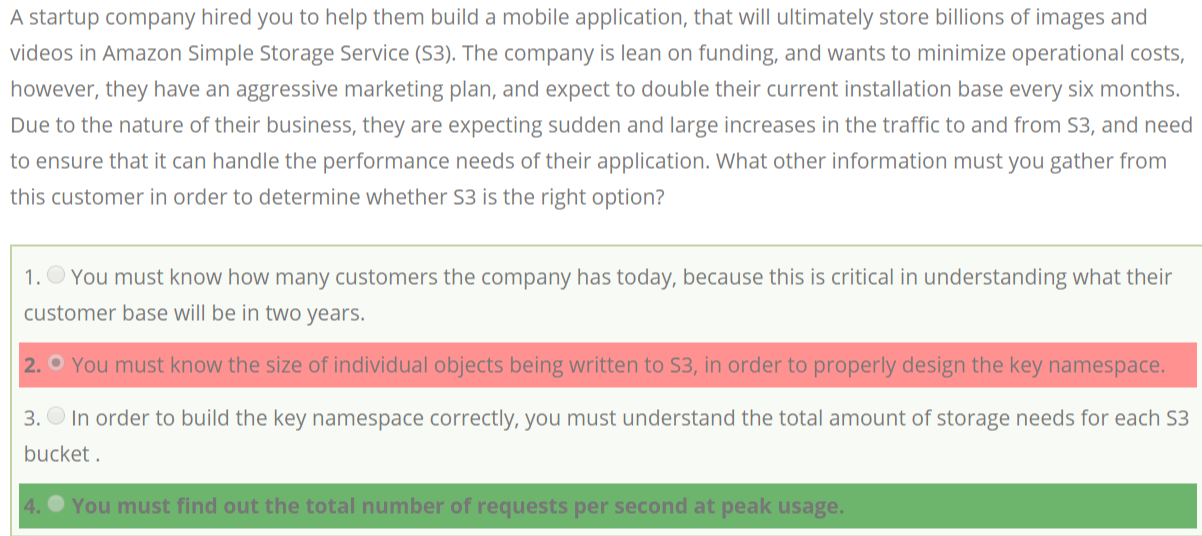 A startup company hired you to help them build a mobile application, that will ultimately store billions of images and
videos in Amazon Simple Storage Service (S3). The company is lean on funding, and wants to minimize operational costs,
however, they have an aggressive marketing plan, and expect to double their current installation base every six months.
Due to the nature of their business, they are expecting sudden and large increases in the traffic to and from S3, and need
to ensure that it can handle the performance needs of their application. What other information must you gather from
this customer in order to determine whether S3 is the right option?
1. You must know how many customers the company has today, because this is critical in understanding what their
customer base will be in two years.
2. You must know the size of individual objects being written to S3, in order to properly design the key namespace.
3. In order to build the key namespace correctly, you must understand the total amount of storage needs for each S3
bucket .
4. You must find out the total number of requests per second at peak usage.